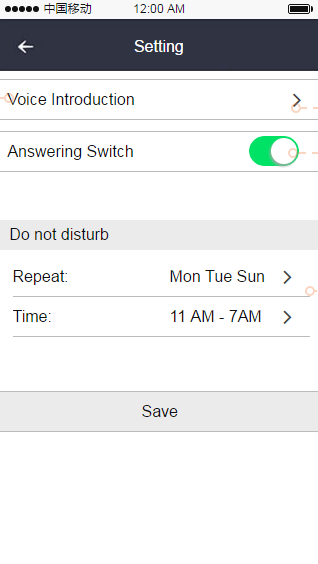 中国移动 12:00 AM
Setting
Voice Introduction
Answering Switch
Do not disturb
Repeat: Mon Tue Sun
Time: 11 AM - 7AM
Save